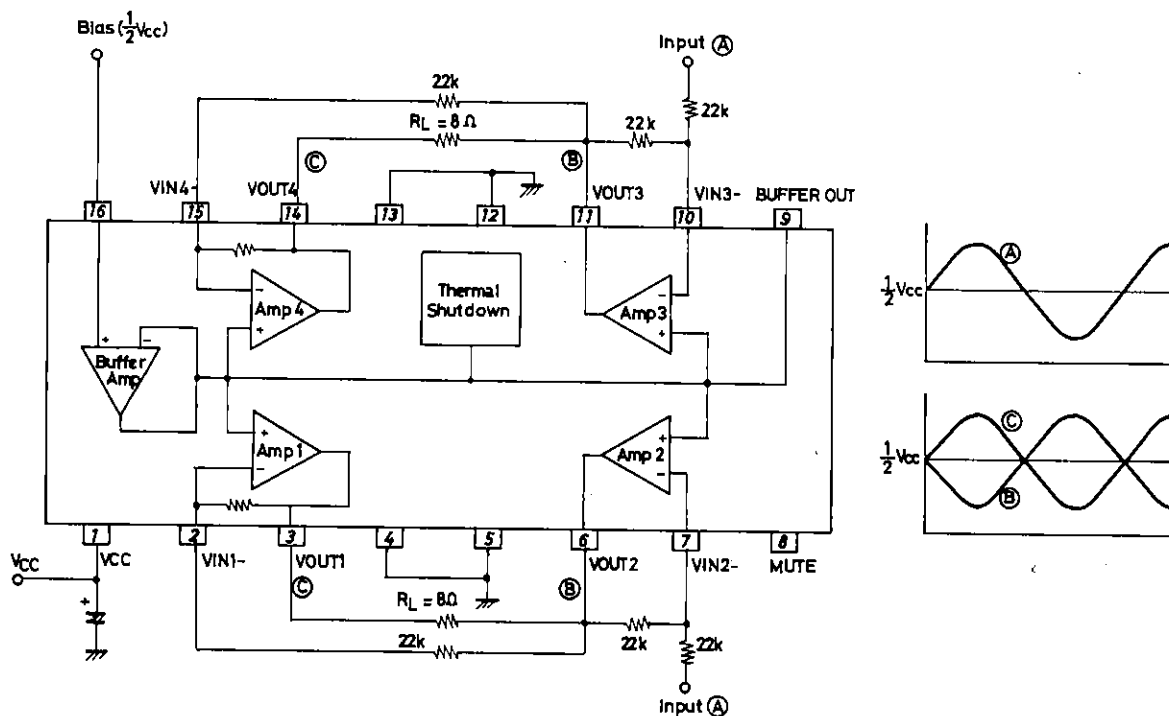 Bias(½Vcc)
Input Ⓐ
22k
22k
RL = 8Ω
22k
Ⓒ
Ⓑ
VIN4-
VOUT4
VOUT3
VIN3-
BUFFER OUT
16
15
14
13
12
11
10
9
Amp 4
Thermal Shutdown
Amp 3
+
-
-
+
-
+
Buffer Amp
½Vcc
Ⓐ
Amp 1
Amp 2
+
-
+
-
½Vcc
Ⓒ
Ⓑ
1
2
3
4
5
6
7
8
VCC
VIN1-
VOUT1
VOUT2
VIN2-
MUTE
VCC
+
Ⓒ
Ⓑ
RL = 8Ω
22k
22k
22k
Input Ⓐ